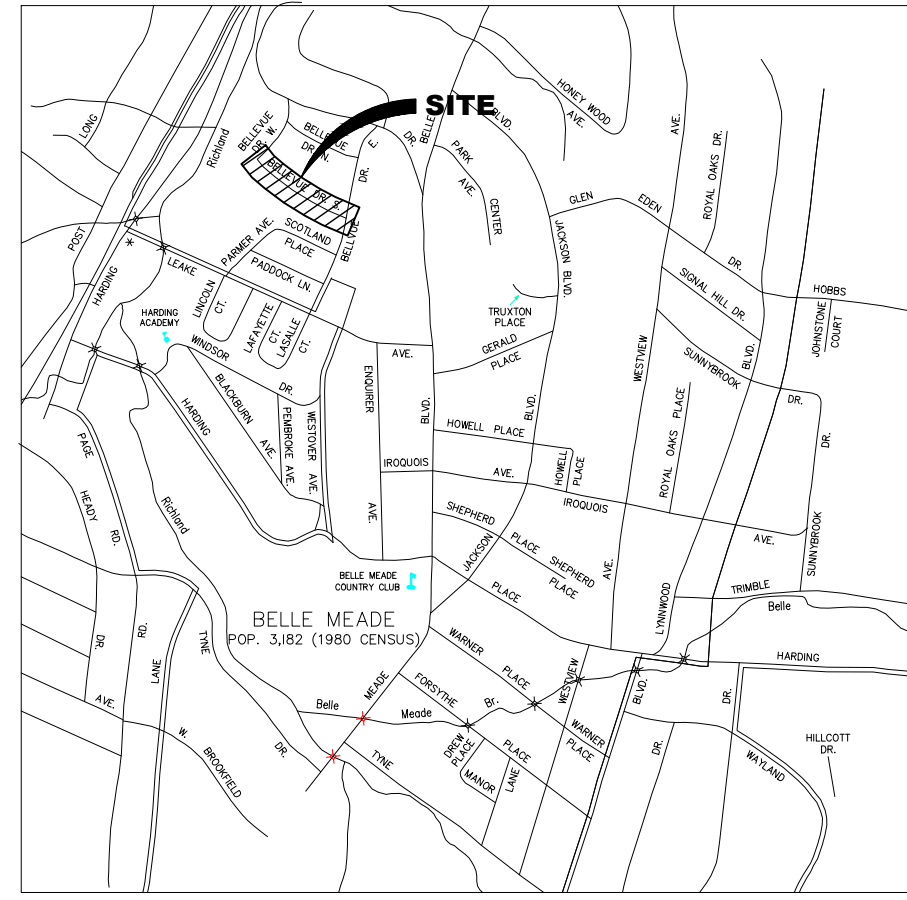 SITE
HONEY WOOD
AVE.
LONG
Richland
BELLEVUE
DR. W.
BELLEVUE
DR. N.
E.
DR.
BELLEVUE DR. S.
BELLVUE
DR.
BELLE
BLVD.
PARK
AVE.
CENTER
AVE.
ROYAL OAKS DR.
GLEN
EDEN
DR.
HOBBS
JACKSON BLVD.
POST
HARDING
LEAKE
PARMER AVE.
SCOTLAND
PLACE
PADDOCK LN.
LINCOLN
CT.
LAFAYETTE
CT.
LASALLE
CT.
HARDING
ACADEMY
WINDSOR
DR.
TRUXTON
PLACE
GERALD
PLACE
SIGNAL HILL DR.
SUNNYBROOK
DR.
BLVD.
JOHNSTONE
COURT
WESTVIEW
AVE.
ENQUIRER
AVE.
BLVD.
BLVD.
BLACKBURN
AVE.
HARDING
PEMBROKE AVE.
WESTOVER AVE.
HOWELL PLACE
HOWELL
PLACE
ROYAL OAKS PLACE
DR.
SUNNYBROOK
IROQUOIS
AVE.
IROQUOIS
AVE.
PAGE
RD.
HEADY
DR.
Richland
SHEPHERD
PLACE
SHEPHERD
PLACE
JACKSON
PLACE
AVE.
LYNNWOOD
TRIMBLE
Belle
BELLE MEADE
COUNTRY CLUB
BELLE MEADE
POP. 3,182 (1980 CENSUS)
HARDING
RD.
LANE
TYNE
DR.
AVE.
W.
BROOKFIELD
WARNER
PLACE
WESTVIEW
WARNER
PLACE
MEADE
FORSYTHE
PLACE
Belle
Meade
Br.
DREW
PLACE
MANOR
LANE
TYNE
BLVD.
DR.
DR.
WAYLAND
HILLCOTT
DR.